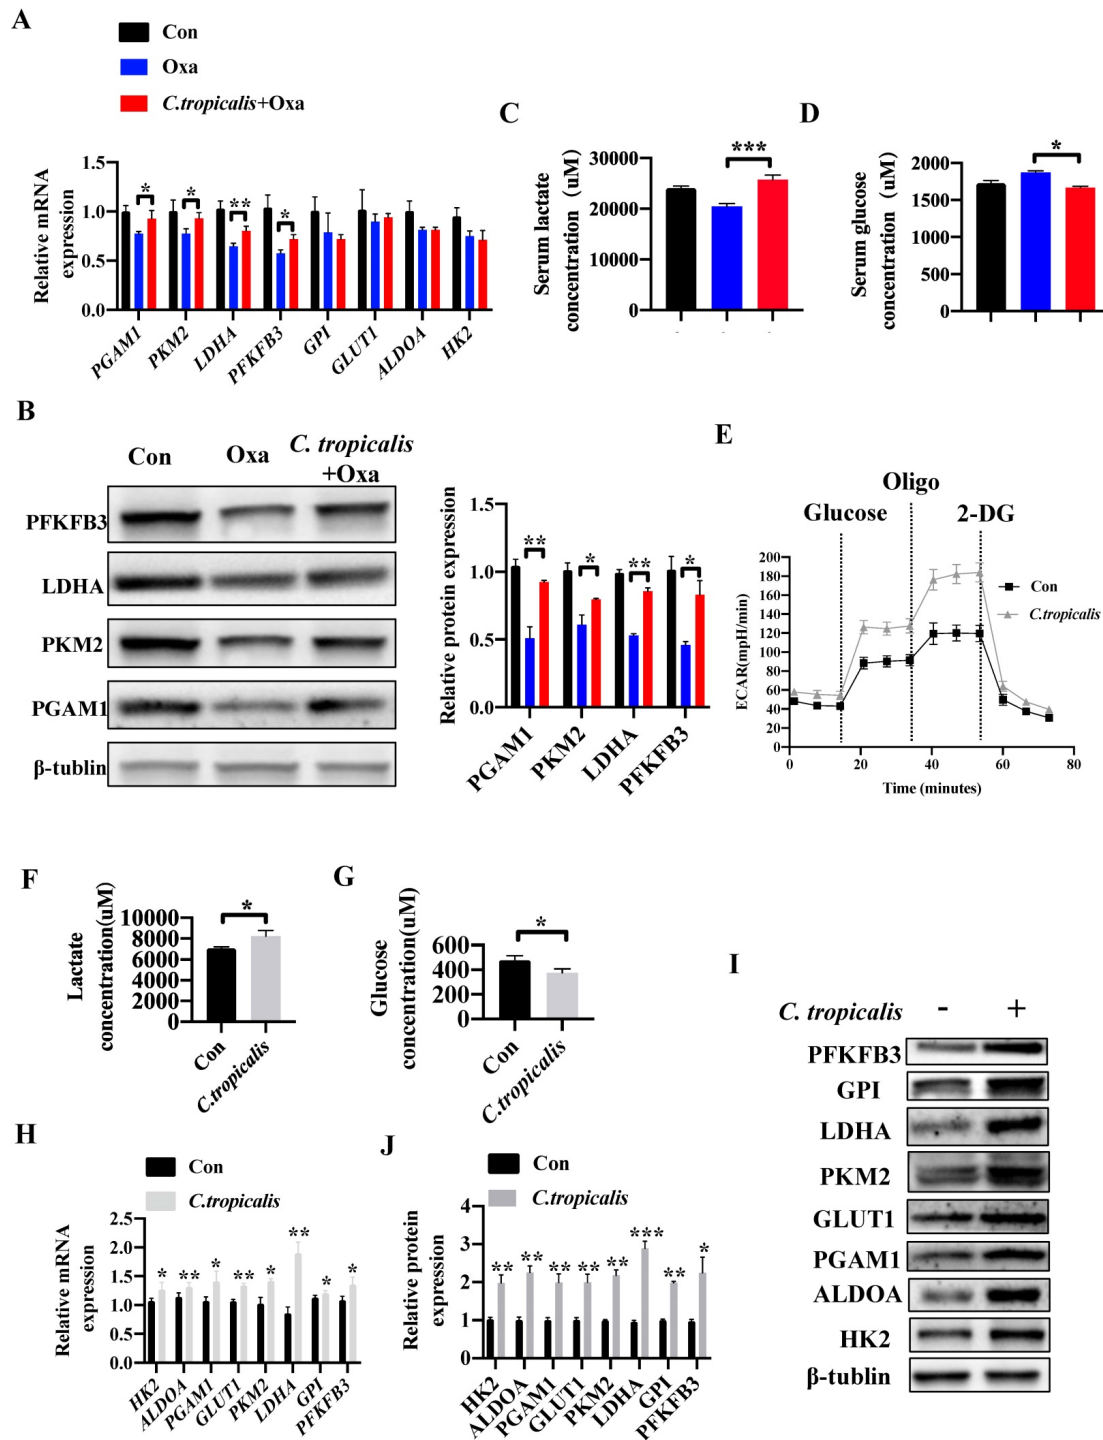 A
Con
Oxa
C.tropicalis+Oxa
Relative mRNA
expression
1.5
1.0
0.5
0.0
PGAM1
PKM2
LDHA
PFKFB3
GPI
GLUT1
ALDOA
HK2
*
*
**
*
C
Serum lactate
concentration（uM）
30000
20000
10000
0
***
D
Serum glucose
concentration（uM）
2000
1500
1000
500
0
*
B
Con
Oxa
C. tropicalis
+Oxa
PFKFB3
LDHA
PKM2
PGAM1
β-tublin
Relative protein expression
1.5
1.0
0.5
0.0
**
*
**
*
PGAM1
PKM2
LDHA
PFKFB3
E
Oligo
Glucose
2-DG
ECAR(mpH/min)
200
180
160
140
120
100
80
60
40
20
0
Con
C.tropicalis
0
20
40
60
80
Time (minutes)
F
Lactate
concentration(uM)
10000
8000
6000
4000
2000
0
*
Con
C.tropicalis
G
Glucose
concentration(uM)
600
400
200
0
*
Con
C.tropicalis
H
Con
C.tropicalis
Relative mRNA
expression
2.5
2.0
1.5
1.0
0.5
0.0
*
**
*
**
*
**
*
*
HK2
ALDOA
PGAM1
GLUT1
PKM2
LDHA
GPI
PFKFB3
J
Con
C.tropicalis
Relative protein
expression
4
3
2
1
0
**
**
**
**
**
***
**
*
HK2
ALDOA
PGAM1
GLUT1
PKM2
LDHA
GPI
PFKFB3
I
C. tropicalis - +
PFKFB3
GPI
LDHA
PKM2
GLUT1
PGAM1
ALDOA
HK2
β-tublin